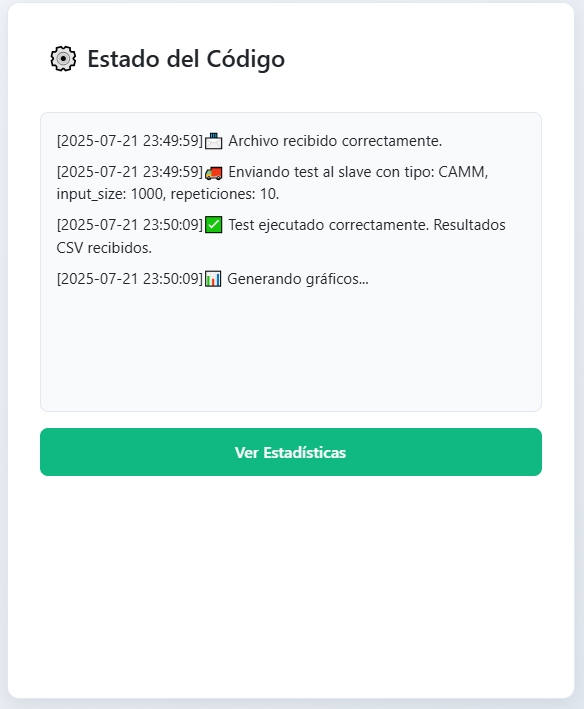 Estado del Código
[2025-07-21 23:49:59]📩 Archivo recibido correctamente.
[2025-07-21 23:49:59]🚚 Enviando test al slave con tipo: CAMM,
input_size: 1000, repeticiones: 10.
[2025-07-21 23:50:09]✅ Test ejecutado correctamente. Resultados
CSV recibidos.
[2025-07-21 23:50:09]📊 Generando gráficos...
Ver Estadísticas